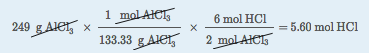 249 g AlCl₃ × 1 mol AlCl₃ / 133.33 g AlCl₃ × 6 mol HCl / 2 mol AlCl₃ = 5.60 mol HCl